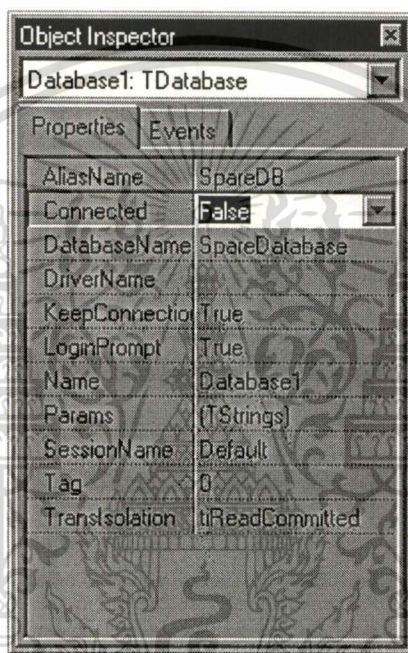 Object Inspector
Database1: TDatabase
Properties Events
AliasName SpareDB
Connected False
DatabaseName SpareDatabase
DriverName
KeepConnection True
LoginPrompt True
Name Database1
Params (TStrings)
SessionName Default
Tag 0
TransIsolation tiReadCommitted